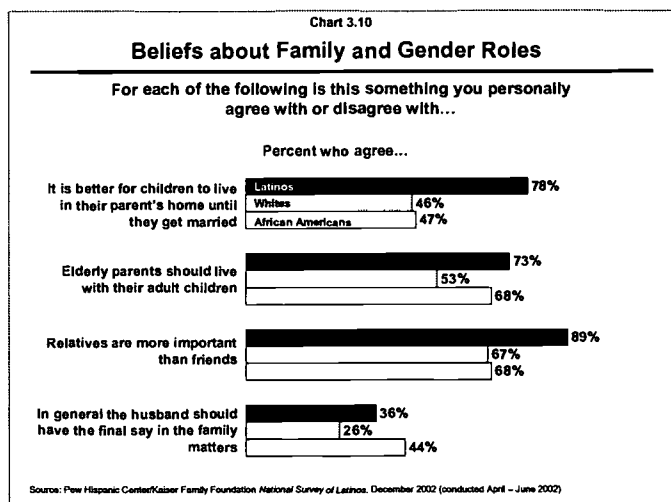 Chart 3.10
Beliefs about Family and Gender Roles
For each of the following is this something you personally
agree with or disagree with...
Percent who agree...
It is better for children to live
in their parent's home until
they get married
Latinos 78%
Whites 46%
African Americans 47%
Elderly parents should live
with their adult children
73%
53%
68%
Relatives are more important
than friends
89%
67%
68%
In general the husband should
have the final say in the family
matters
36%
26%
44%
Source: Pew Hispanic Center/Kaiser Family Foundation National Survey of Latinos, December 2002 (conducted April – June 2002)